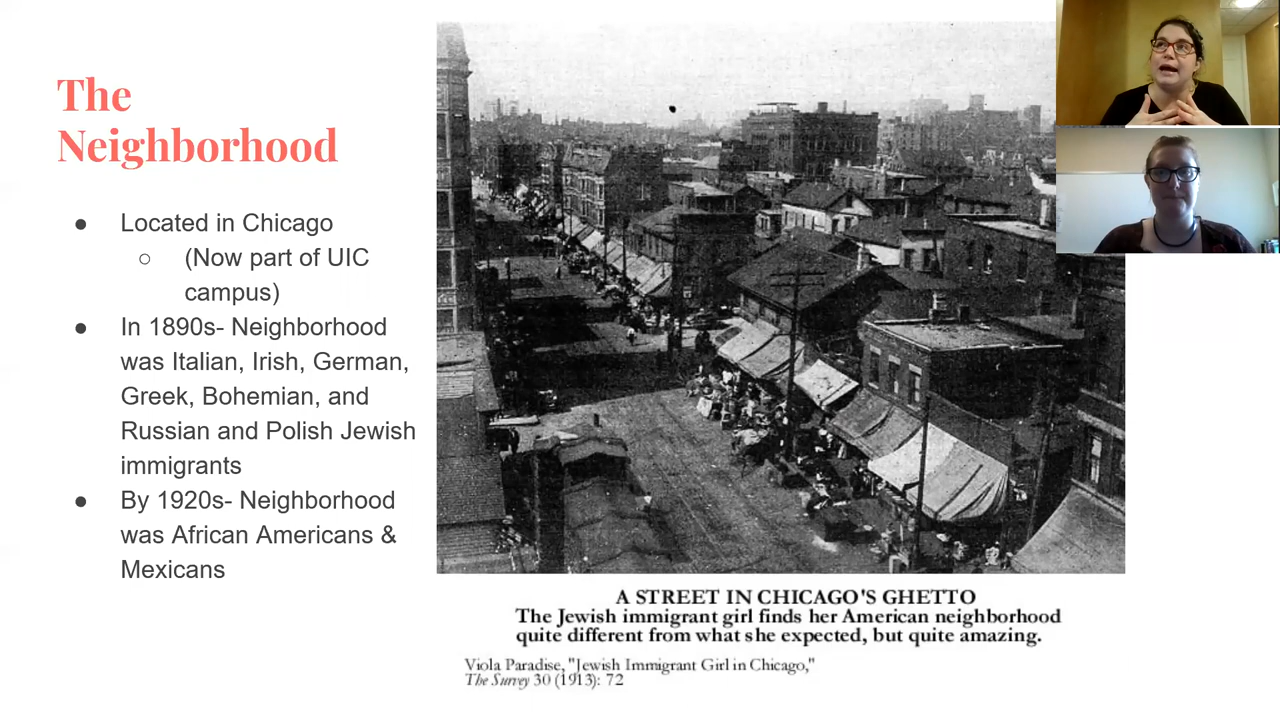 The
Neighborhood
● Located in Chicago
○ (Now part of UIC
campus)
● In 1890s- Neighborhood
was Italian, Irish, German,
Greek, Bohemian, and
Russian and Polish Jewish
immigrants
● By 1920s- Neighborhood
was African Americans &
Mexicans
A STREET IN CHICAGO'S GHETTO
The Jewish immigrant girl finds her American neighborhood
quite different from what she expected, but quite amazing.
Viola Paradise, "Jewish Immigrant Girl in Chicago,"
The Survey 30 (1913): 72